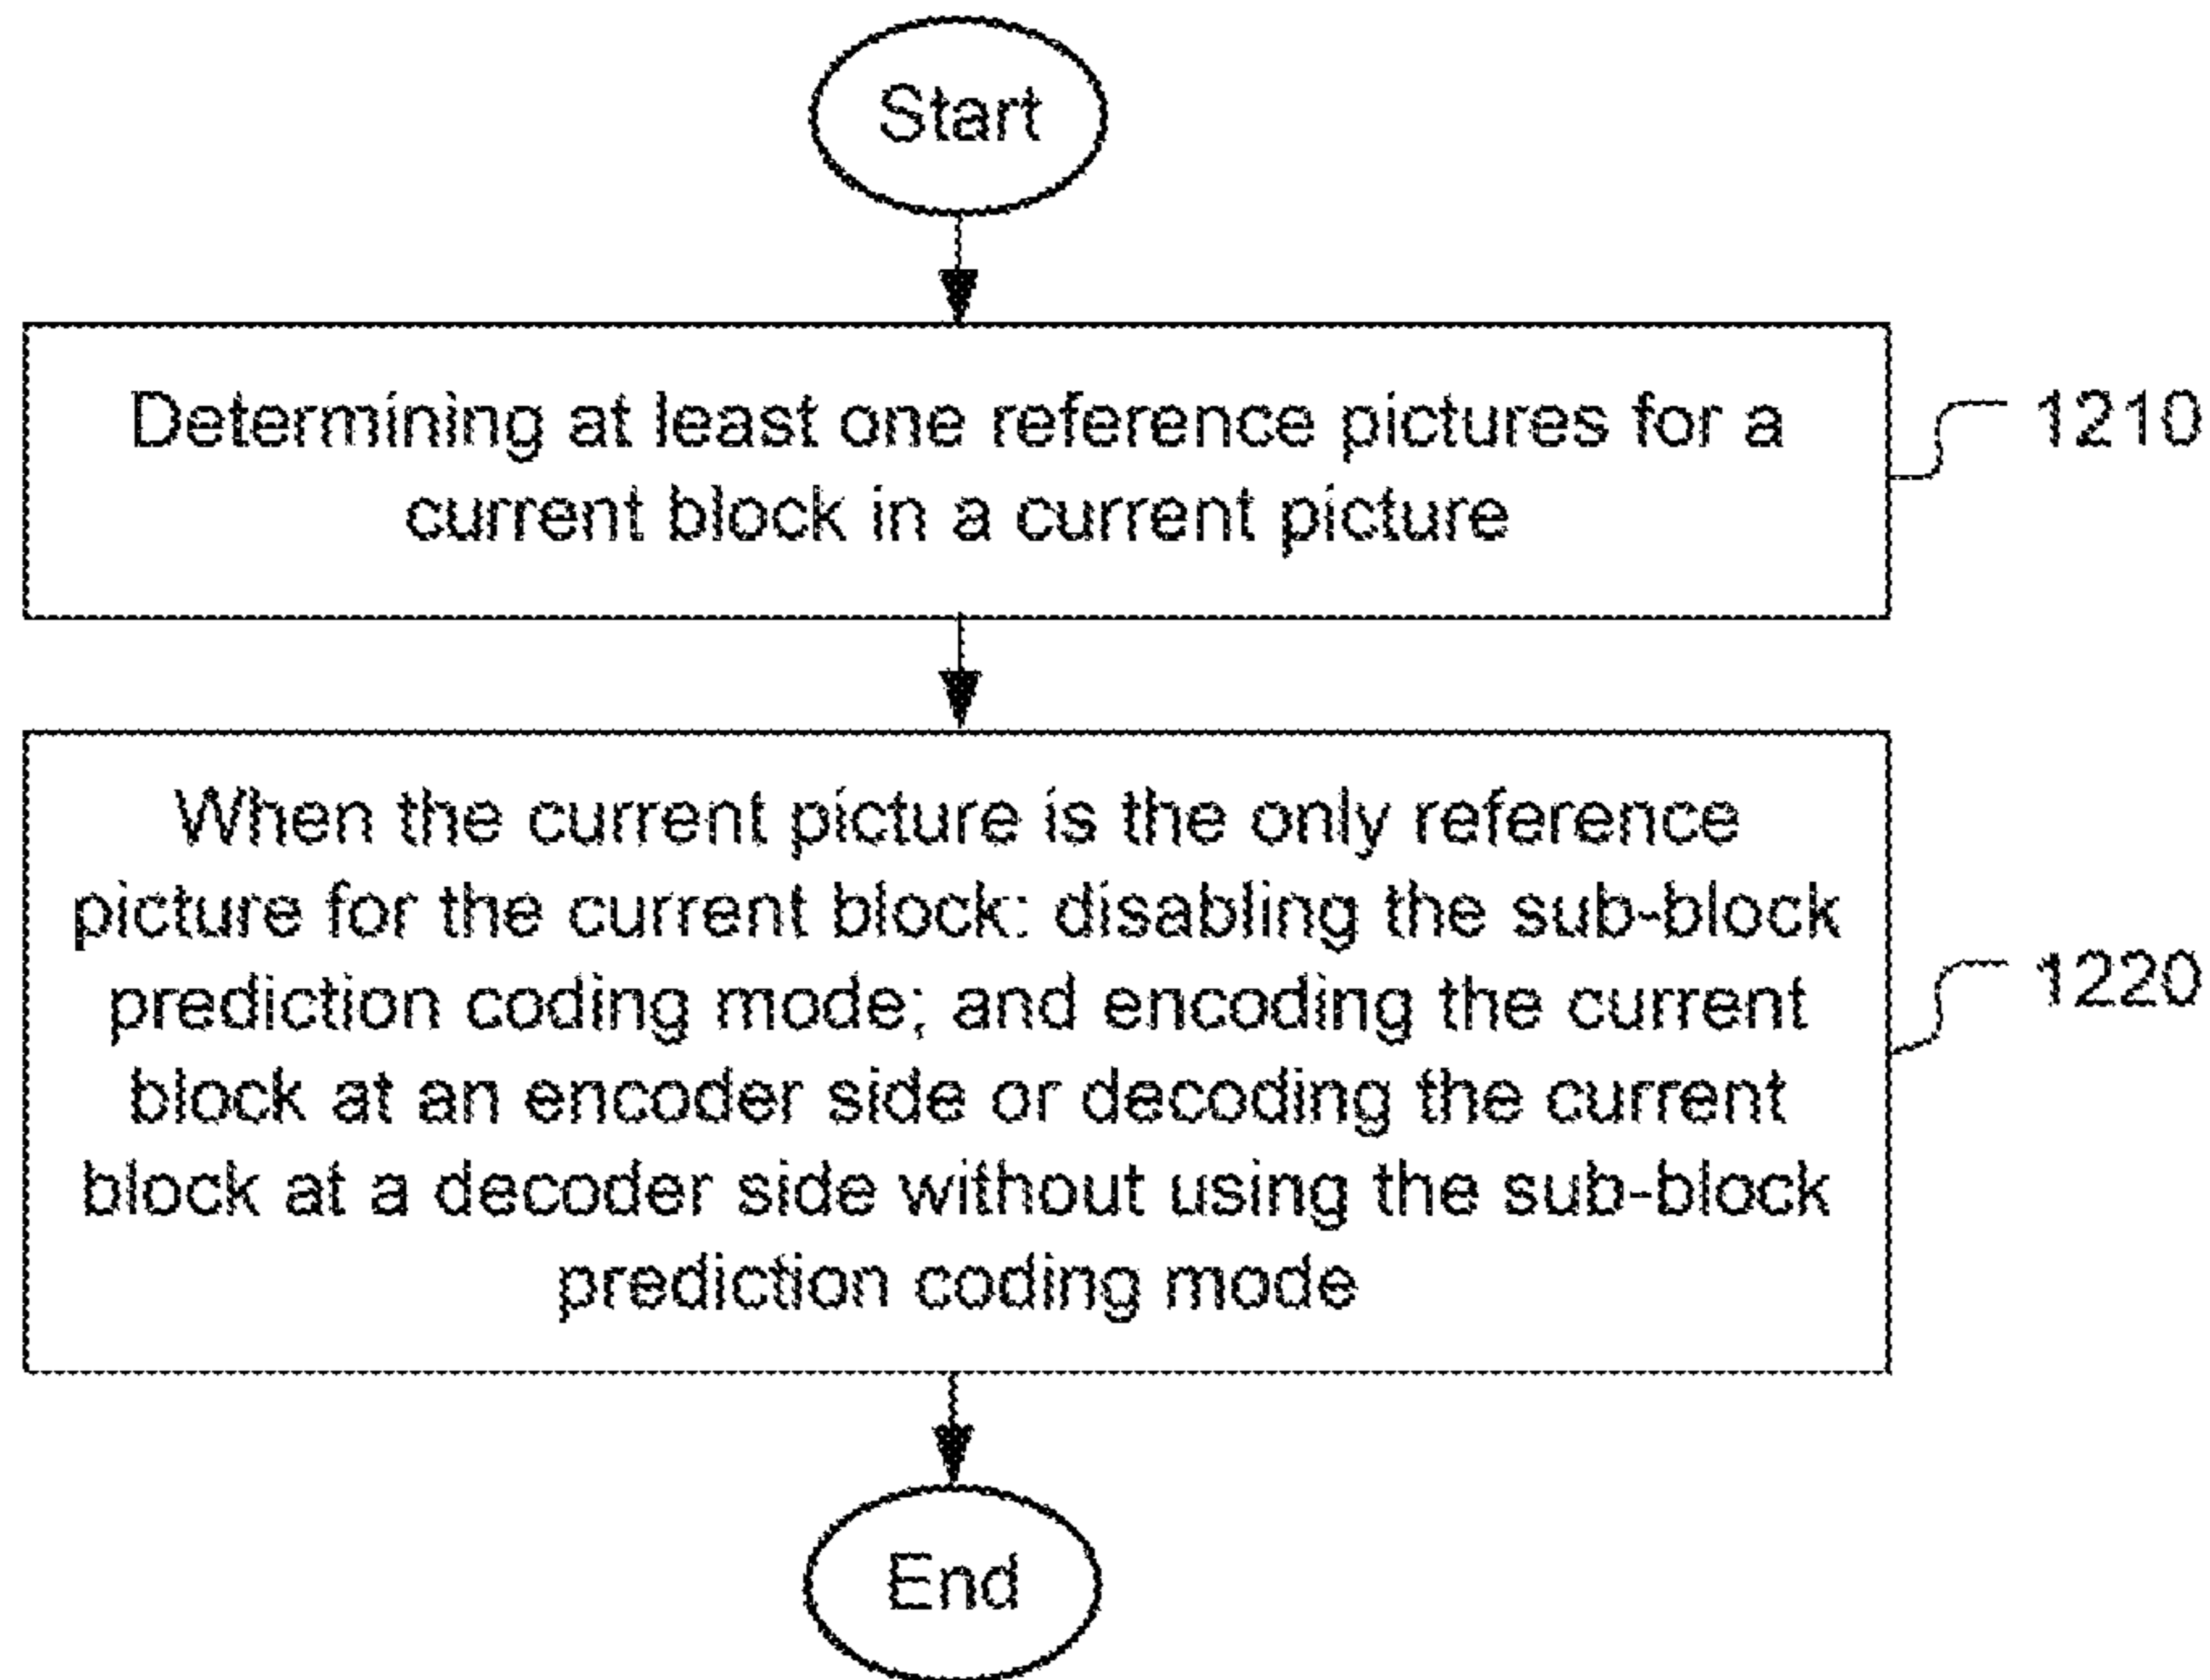 Start
Determining at least one reference pictures for a
current block in a current picture
1210
When the current picture is the only reference
picture for the current block: disabling the sub-block
prediction coding mode; and encoding the current
block at an encoder side or decoding the current
block at a decoder side without using the sub-block
prediction coding mode
1220
End